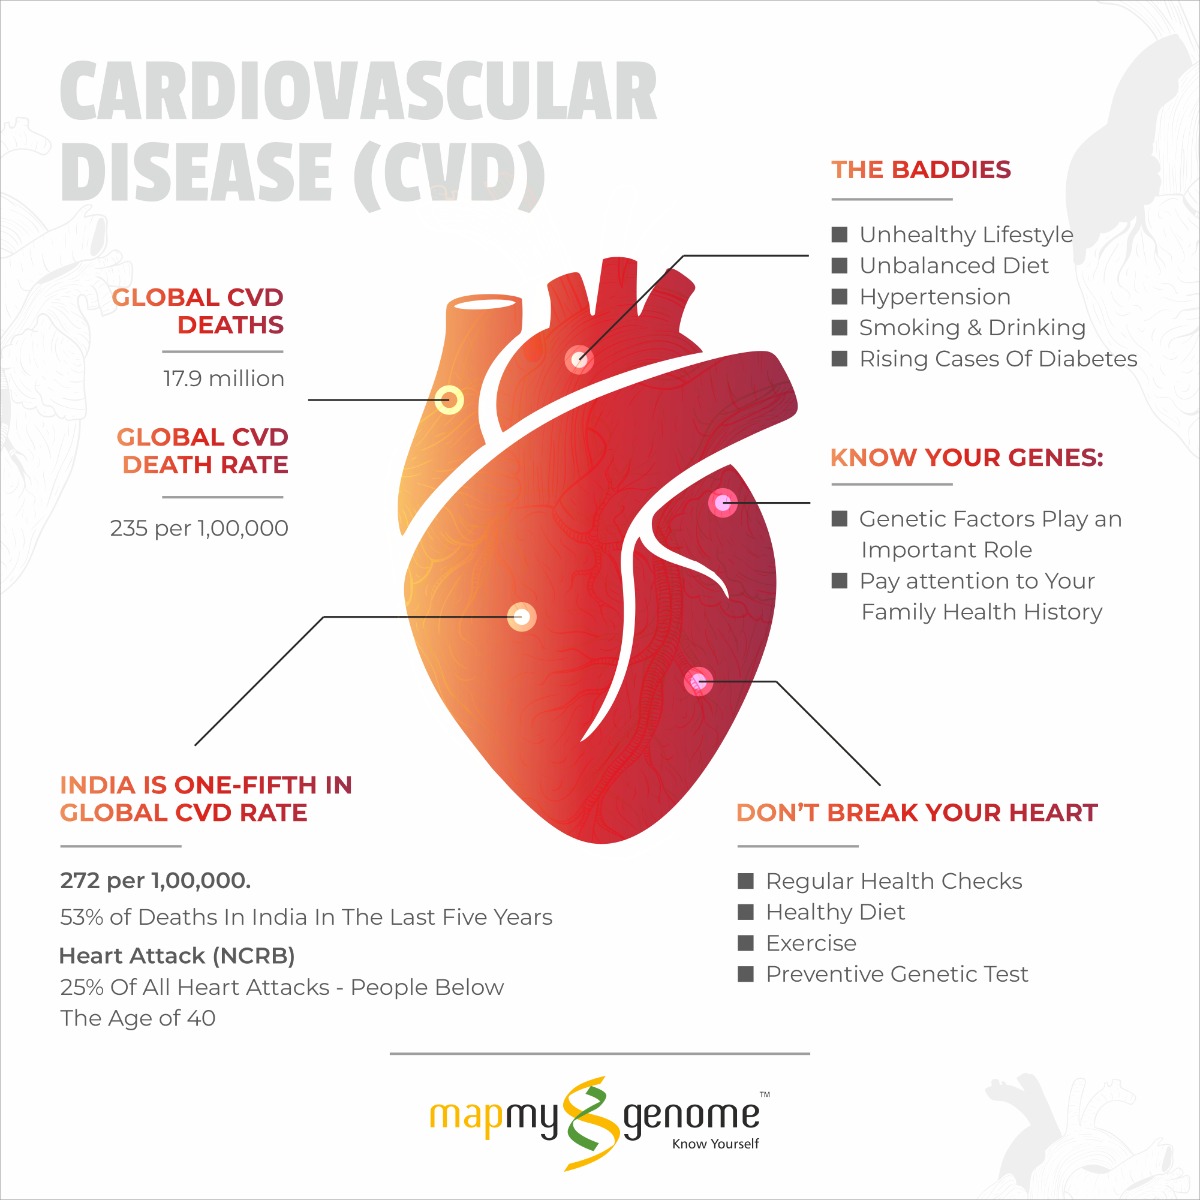 CARDIOVASCULAR
DISEASE (CVD)
GLOBAL CVD
DEATHS
17.9 million
GLOBAL CVD
DEATH RATE
235 per 1,00,000
THE BADDIES
■ Unhealthy Lifestyle
■ Unbalanced Diet
■ Hypertension
■ Smoking & Drinking
■ Rising Cases Of Diabetes
KNOW YOUR GENES:
■ Genetic Factors Play an
Important Role
■ Pay attention to Your
Family Health History
INDIA IS ONE-FIFTH IN
GLOBAL CVD RATE
272 per 1,00,000.
53% of Deaths In India In The Last Five Years
Heart Attack (NCRB)
25% Of All Heart Attacks - People Below
The Age of 40
DON'T BREAK YOUR HEART
■ Regular Health Checks
■ Healthy Diet
■ Exercise
■ Preventive Genetic Test
mapmygenome™
Know Yourself